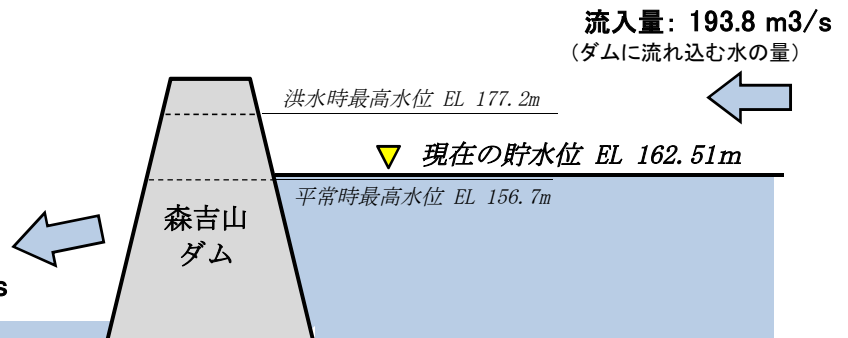 流入量: 193.8 m3/s
（ダムに流れ込む水の量）
洪水時最高水位 EL 177.2m
現在の貯水位 EL 162.51m
平常時最高水位 EL 156.7m
森吉山
ダム
s